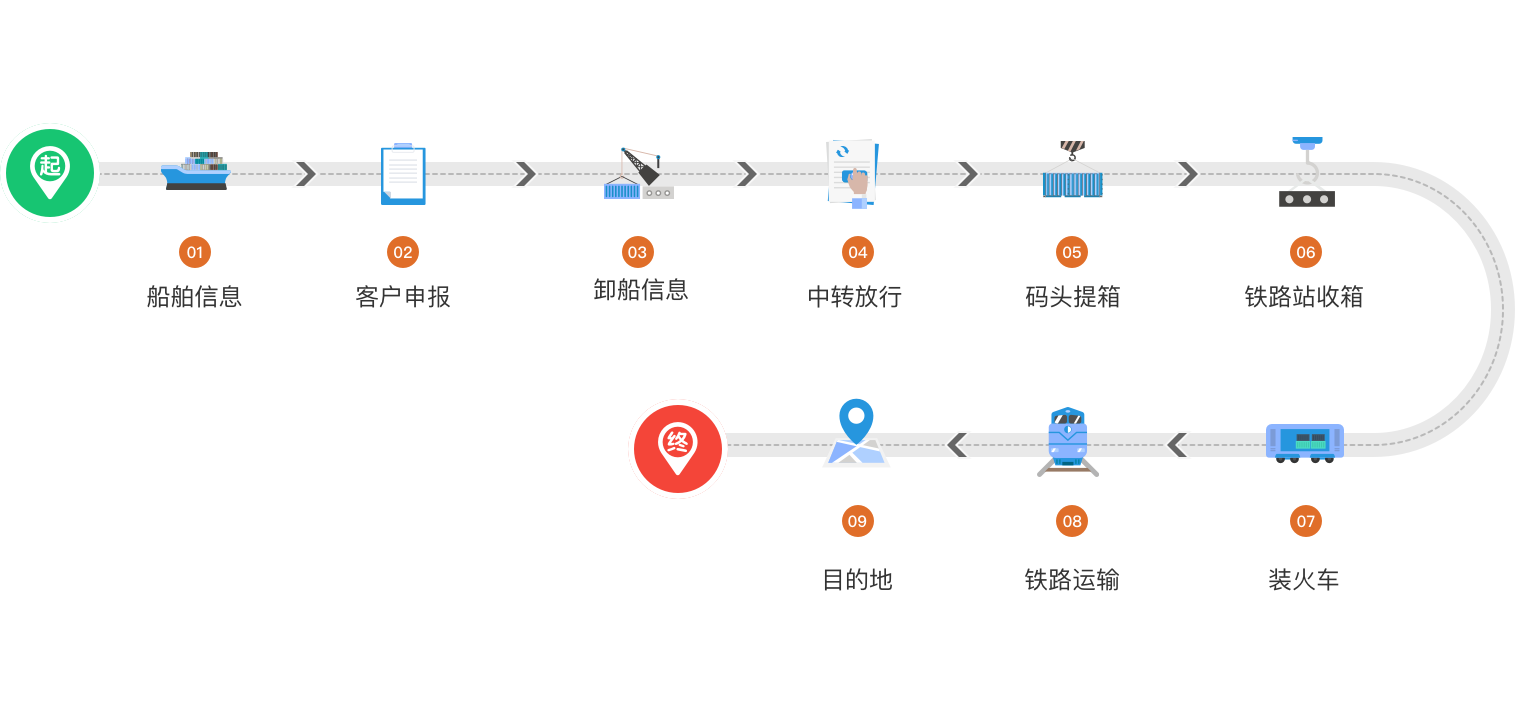 起
01
船舶信息
02
客户申报
03
卸船信息
04
中转放行
05
码头提箱
06
铁路站收箱
07
装火车
08
铁路运输
09
目的地
终